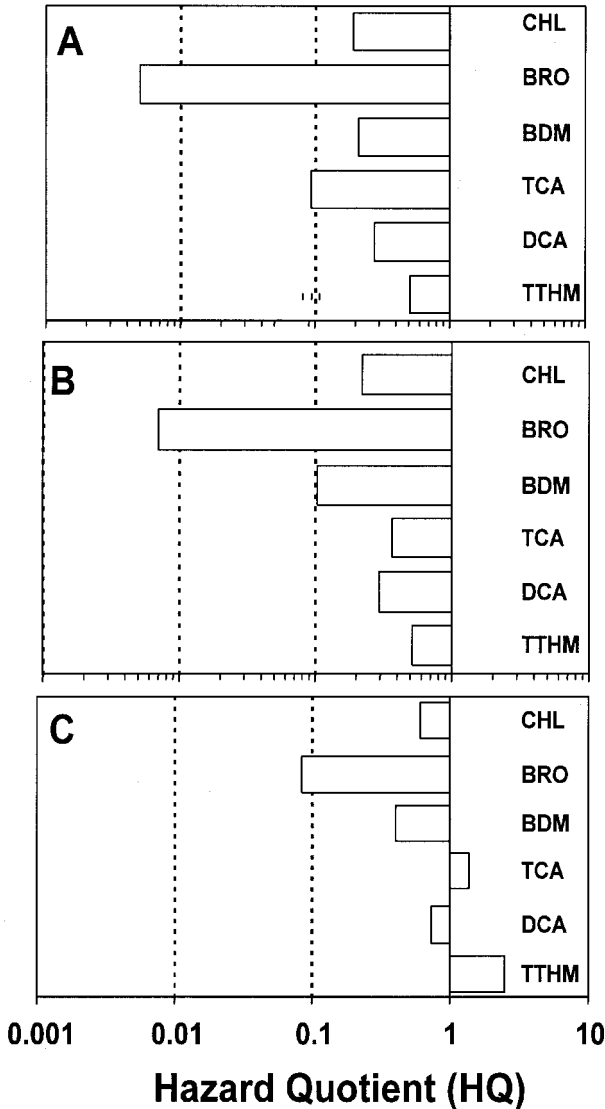 A
CHL
BRO
BDM
TCA
DCA
TTHM
B
CHL
BRO
BDM
TCA
DCA
TTHM
C
CHL
BRO
BDM
TCA
DCA
TTHM
0.001 0.01 0.1 1 10
Hazard Quotient (HQ)